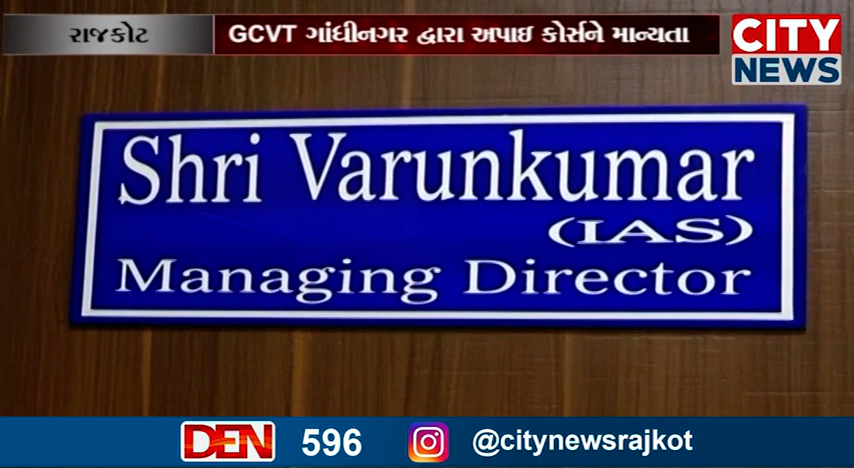 રાજકોટ
GCVT ગાંધીનગર દ્વારા અપાઇ કોર્સને માન્યતા
CITY
NEWS
Shri Varunkumar
(IAS)
Managing Director
DEN 596 @citynewsrajkot